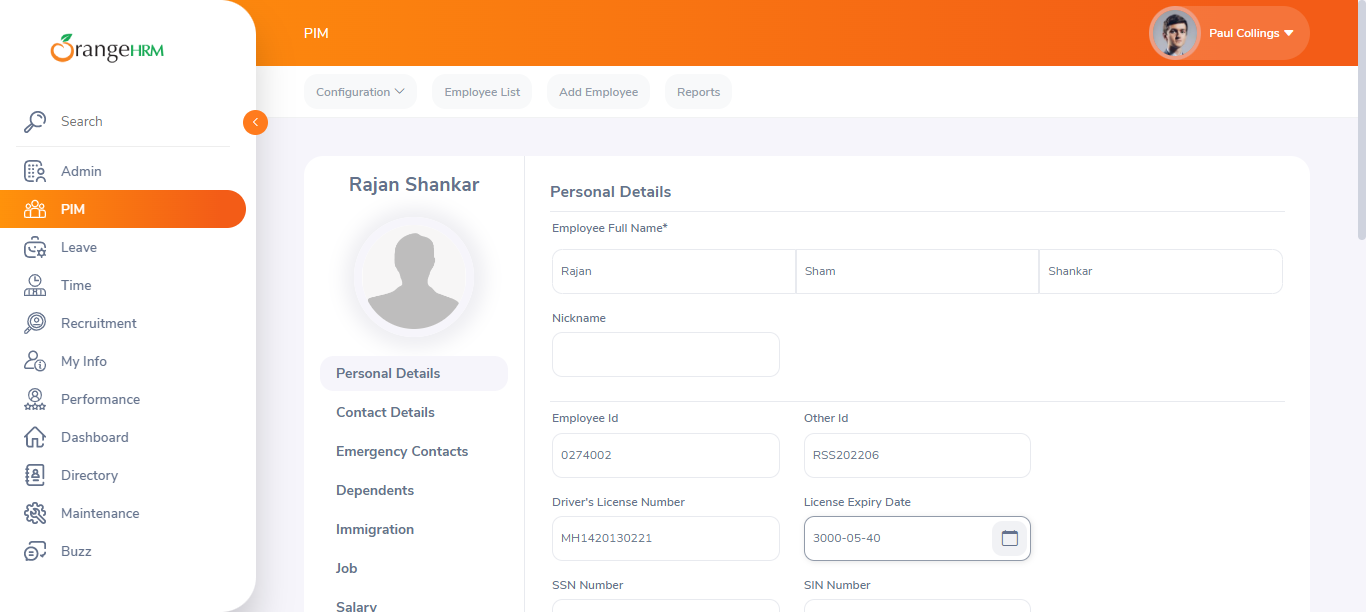 OrangeHRM
Search
Admin
PIM
Leave
Time
Recruitment
My Info
Performance
Dashboard
Directory
Maintenance
Buzz
PIM
Paul Collings
Configuration
Employee List
Add Employee
Reports
Rajan Shankar
Personal Details
Contact Details
Emergency Contacts
Dependents
Immigration
Job
Salary
Personal Details
Employee Full Name*
Rajan
Sham
Shankar
Nickname
Employee Id
Other Id
0274002
RSS202206
Driver's License Number
License Expiry Date
MH1420130221
3000-05-40
SSN Number
SIN Number